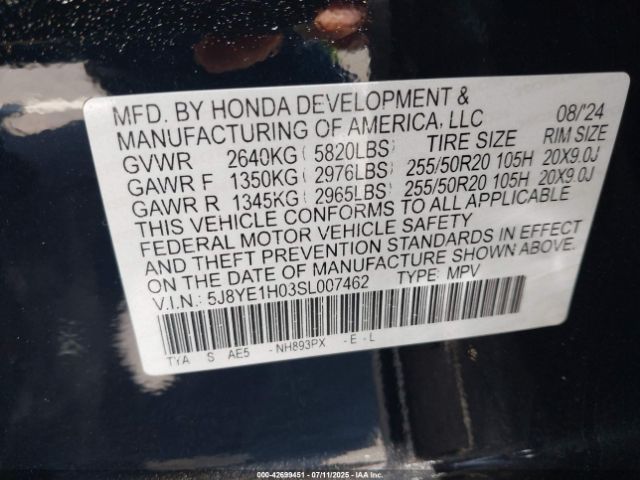 MFD. BY HONDA DEVELOPMENT &
MANUFACTURING OF AMERICA, LLC 08/'24
GVWR 2640KG ( 5820LBS) TIRE SIZE RIM SIZE
GAWR F 1350KG ( 2976LBS) 255/50R20 105H 20X9.0J
GAWR R 1345KG ( 2965LBS) 255/50R20 105H 20X9.0J
THIS VEHICLE CONFORMS TO ALL APPLICABLE
FEDERAL MOTOR VEHICLE SAFETY
AND THEFT PREVENTION STANDARDS IN EFFECT
ON THE DATE OF MANUFACTURE SHOWN ABOVE.
V.I.N.: 5J8YE1H03SL007462 TYPE: MPV
TYA S AE5 -NH893PX -E-L
© IAA-42699451 - 07/11/2025 - IAAI.COM